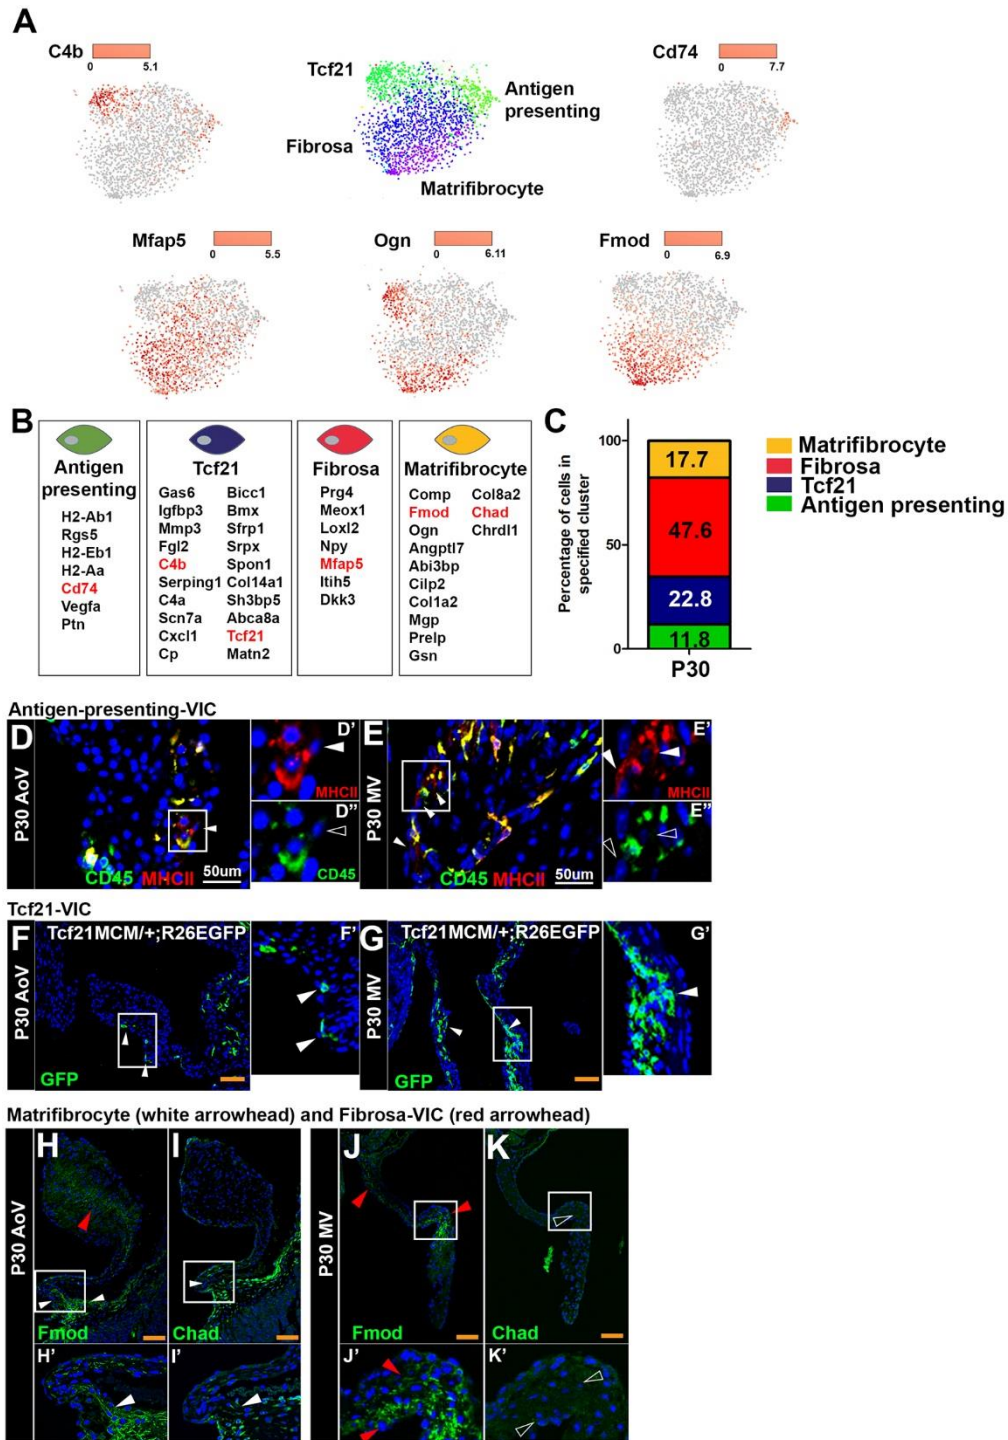 A
C4b
0 5.1
Tcf21
Antigen
presenting
Fibrosa
Matrifibrocyte
Cd74
0 7.7
Mfap5
0 5.5
Ogn
0 6.11
Fmod
0 6.9
B
Antigen
presenting
H2-Ab1
Rgs5
H2-Eb1
H2-Aa
Cd74
Vegfa
Ptn
Tcf21
Gas6 Bicc1
Igfbp3 Bmx
Mmp3 Sfrp1
Fgl2 Srpx
C4b Spon1
Serping1 Col14a1
C4a Sh3bp5
Scn7a Abca8a
Cxcl1 Tcf21
Cp Matn2
Fibrosa
Prg4
Meox1
Loxl2
Npy
Mfap5
Itih5
Dkk3
Matrifibrocyte
Comp Col8a2
Fmod Chad
Ogn Chrdl1
Angptl7
Abi3bp
Cilp2
Col1a2
Mgp
Prelp
Gsn
C
Percentage of cells in
specified cluster
100
50
0
17.7
47.6
22.8
11.8
P30
Matrifibrocyte
Fibrosa
Tcf21
Antigen presenting
Antigen-presenting-VIC
D
P30 AoV
CD45 MHCII 50um
D'
MHCII
D"
CD45
E
P30 MV
CD45 MHCII 50um
E'
MHCII
E"
Tcf21-VIC
F
Tcf21MCM/+;R26EGFP
P30 AoV
GFP
F'
G
Tcf21MCM/+;R26EGFP
P30 MV
GFP
G'
Matrifibrocyte (white arrowhead) and Fibrosa-VIC (red arrowhead)
P30 AoV
H
Fmod
I
Chad
P30 MV
J
Fmod
K
Chad
H'
I'
J'
K'